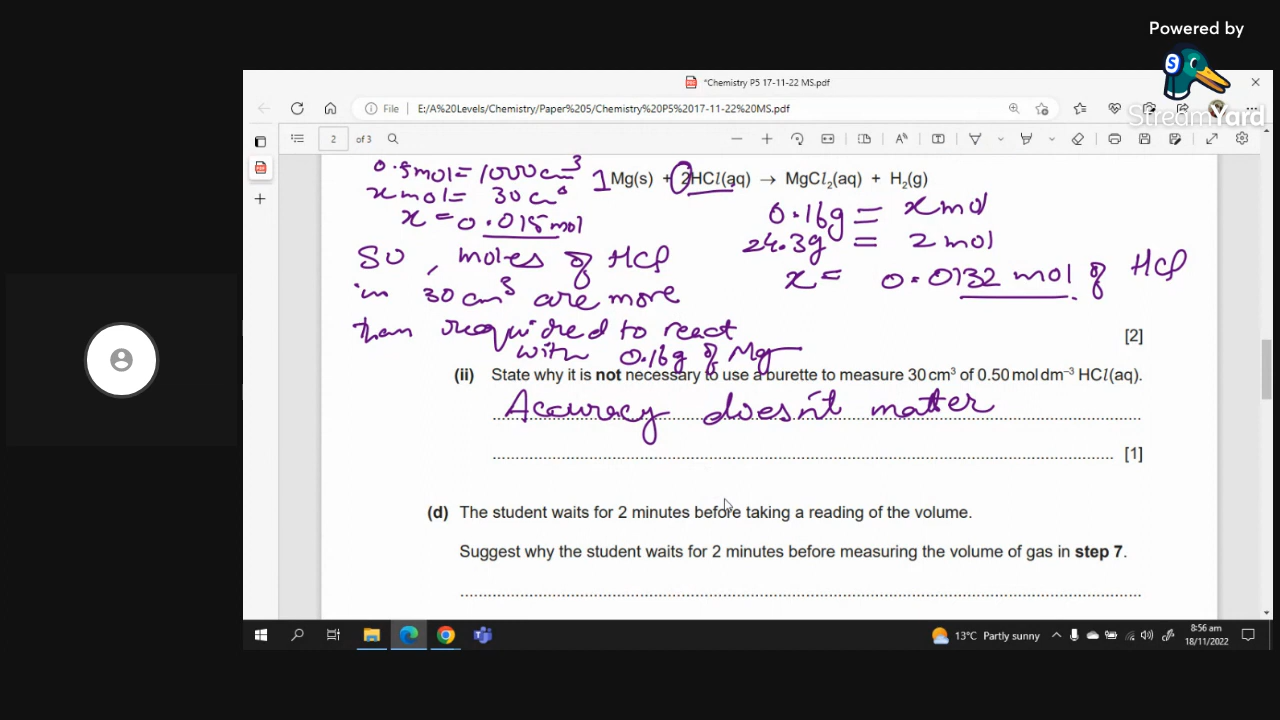 Powered by
StreamYard
*Chemistry P5 17-11-22 MS.pdf
File E:/A%20Levels/Chemistry/Paper%205/Chemistry%20P5%2017-11-22%20MS.pdf
2 of 3
0.5mol = 1000 cm³
x mol = 30 cm³
x = 0.015 mol
1 Mg(s) + 2HCl(aq) → MgCl₂(aq) + H₂(g)
0.16g = x mol
24.3g = 2 mol
x = 0.0132 mol of HCl
So, moles of HCl
in 30 cm³ are more
than required to react
with 0.16g of Mg
[2]
(ii) State why it is not necessary to use a burette to measure 30 cm³ of 0.50 mol dm⁻³ HCl(aq).
Accuracy doesn't matter
[1]
(d) The student waits for 2 minutes before taking a reading of the volume.
Suggest why the student waits for 2 minutes before measuring the volume of gas in step 7.
13°C Partly sunny
8:56 am
18/11/2022